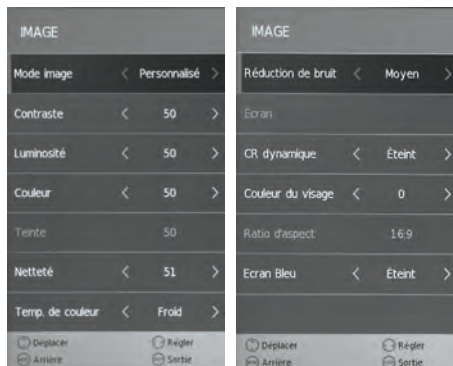 IMAGE
Mode image < Personnalisé >
Contraste < 50 >
Luminosité < 50 >
Couleur < 50 >
Teinte 50
Netteté < 51 >
Temp. de couleur < Froid >
Déplacer Régler
Arrière Sortie
IMAGE
Réduction de bruit < Moyen >
Écran
CR dynamique < Éteint >
Couleur du visage < 0 >
Ratio d'aspect 16:9
Ecran Bleu < Éteint >
Déplacer Régler
Arrière Sortie